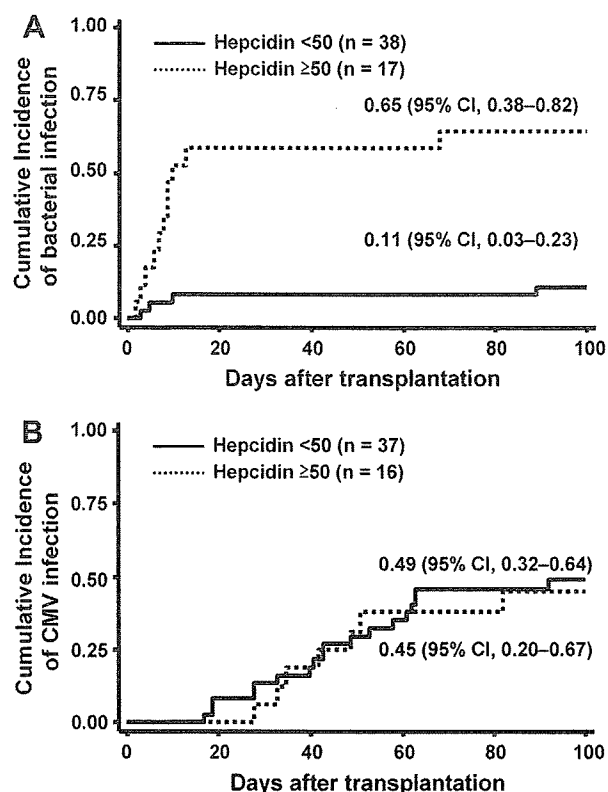 A
Cumulative Incidence
of bacterial infection
1.00
0.75
0.50
0.25
0.00
Hepcidin <50 (n = 38)
Hepcidin ≥50 (n = 17)
0.65 (95% CI, 0.38–0.82)
0.11 (95% CI, 0.03–0.23)
0 20 40 60 80 100
Days after transplantation
B
Cumulative Incidence
of CMV infection
1.00
0.75
0.50
0.25
0.00
Hepcidin <50 (n = 37)
Hepcidin ≥50 (n = 16)
0.49 (95% CI, 0.32–0.64)
0.45 (95% CI, 0.20–0.67)
0 20 40 60 80 100
Days after transplantation